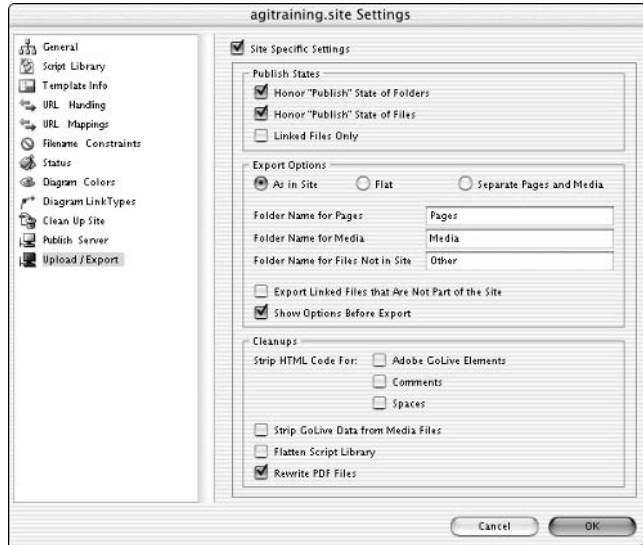 agitraining.site Settings
General
Script Library
Template Info
URL Handling
URL Mappings
Filename Constraints
Status
Diagram Colors
Diagram LinkTypes
Clean Up Site
Publish Server
Upload / Export
Site Specific Settings
Publish States
Honor "Publish" State of Folders
Honor "Publish" State of Files
Linked Files Only
Export Options
As in Site Flat Separate Pages and Media
Folder Name for Pages Pages
Folder Name for Media Media
Folder Name for Files Not in Site Other
Export Linked Files that Are Not Part of the Site
Show Options Before Export
Cleanups
Strip HTML Code For: Adobe GoLive Elements
Comments
Spaces
Strip GoLive Data from Media Files
Flatten Script Library
Rewrite PDF Files
Cancel OK